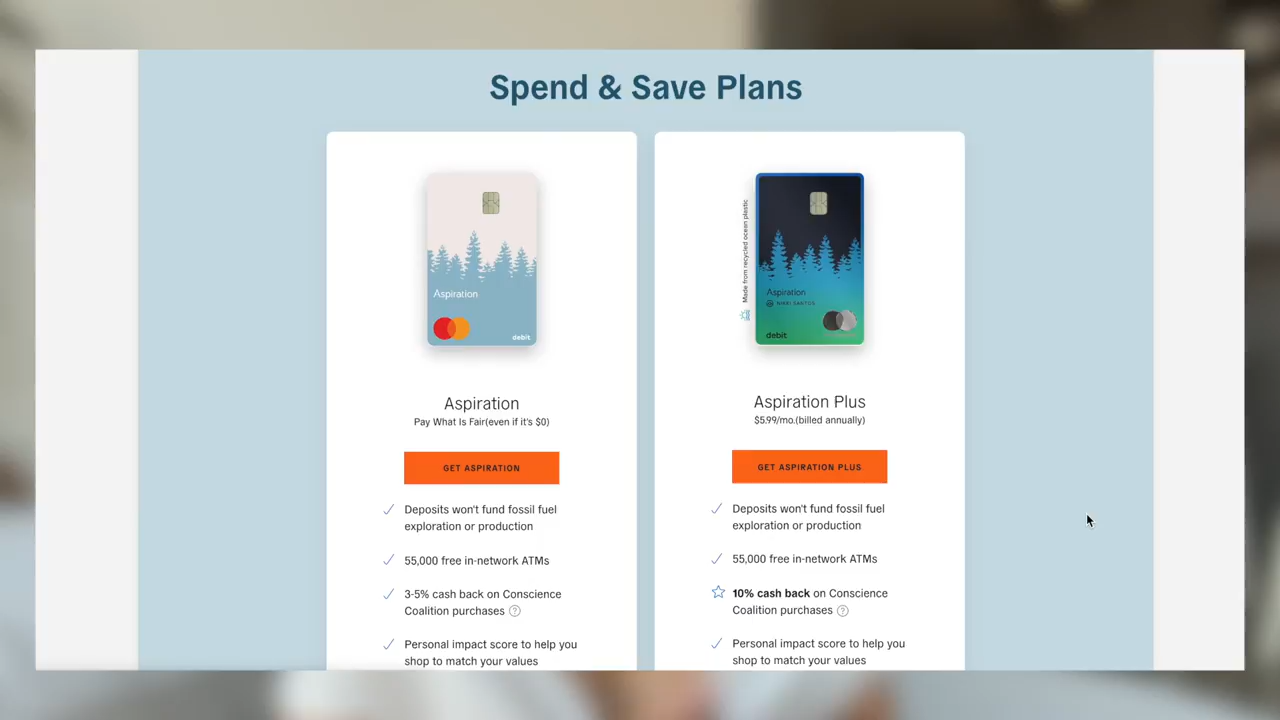 Spend & Save Plans
Aspiration
debit
Aspiration
Pay What Is Fair(even if it's $0)
GET ASPIRATION
Deposits won't fund fossil fuel
exploration or production
55,000 free in-network ATMs
3-5% cash back on Conscience
Coalition purchases ?
Personal impact score to help you
shop to match your values
Made from recycled ocean plastic
Aspiration
NIKKI SANTOS
debit
Aspiration Plus
$5.99/mo.(billed annually)
GET ASPIRATION PLUS
Deposits won't fund fossil fuel
exploration or production
55,000 free in-network ATMs
10% cash back on Conscience
Coalition purchases ?
Personal impact score to help you
shop to match your values